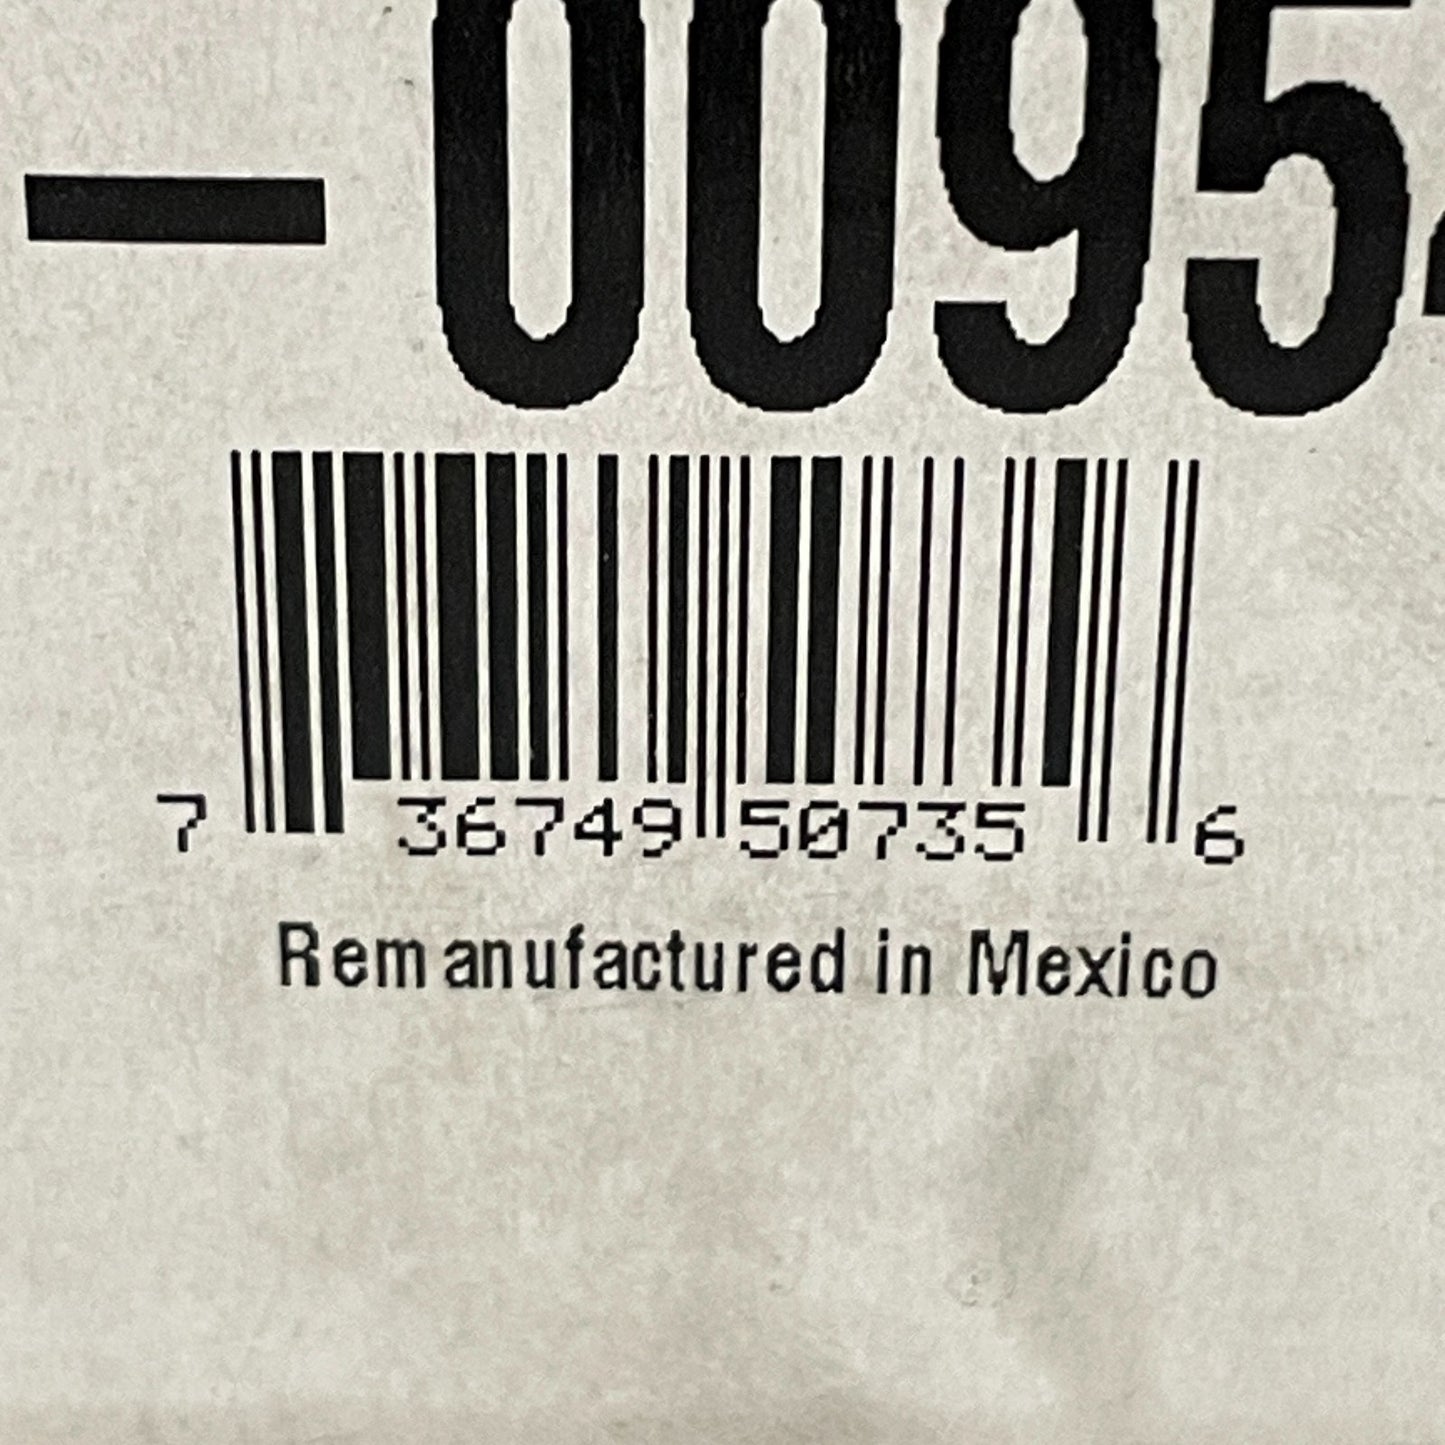 -0095
7 36749 50735 6
Remanufactured in Mexico